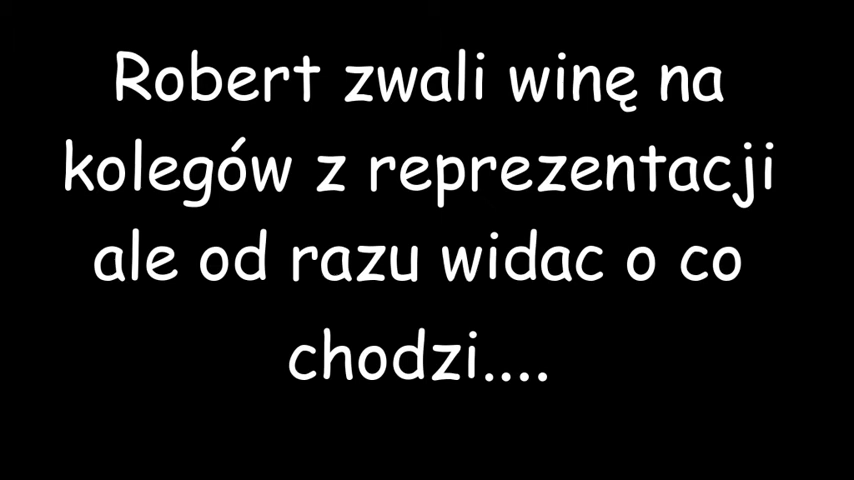 Robert zwali winę na
kolegów z reprezentacji
ale od razu widac o co
chodzi....